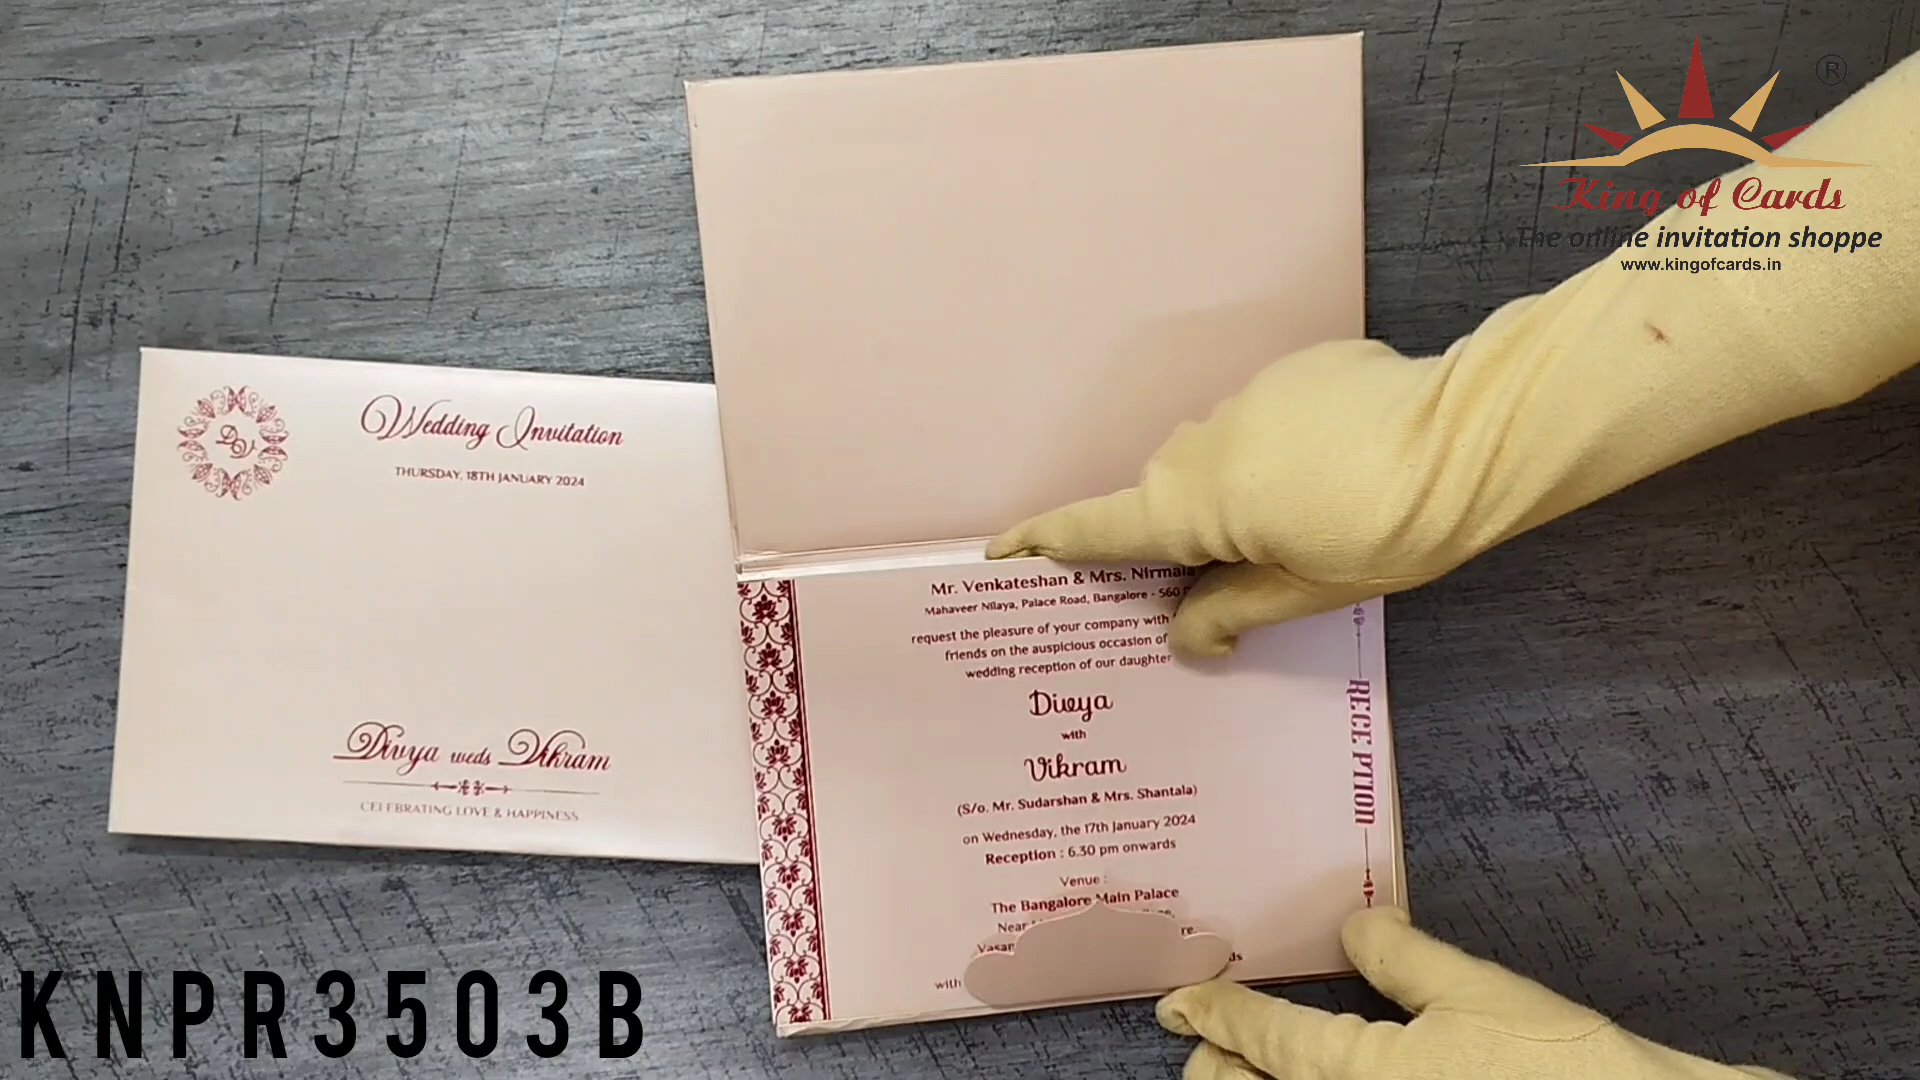 King of Cards
The online invitation shoppe
www.kingofcards.in
Wedding Invitation
THURSDAY, 18TH JANUARY 2024
Divya weds Vikram
CELEBRATING LOVE & HAPPINESS
Mr. Venkateshan & Mrs. Nirmala
Mahaveer Nilaya, Palace Road, Bangalore - 560
request the pleasure of your company with
friends on the auspicious occasion of
wedding reception of our daughter
Divya
with
Vikram
(S/o. Mr. Sudarshan & Mrs. Shantala)
on Wednesday, the 17th January 2024
Reception : 6.30 pm onwards
Venue :
The Bangalore Main Palace
Near
with
RECEPTION
KNPR3503B